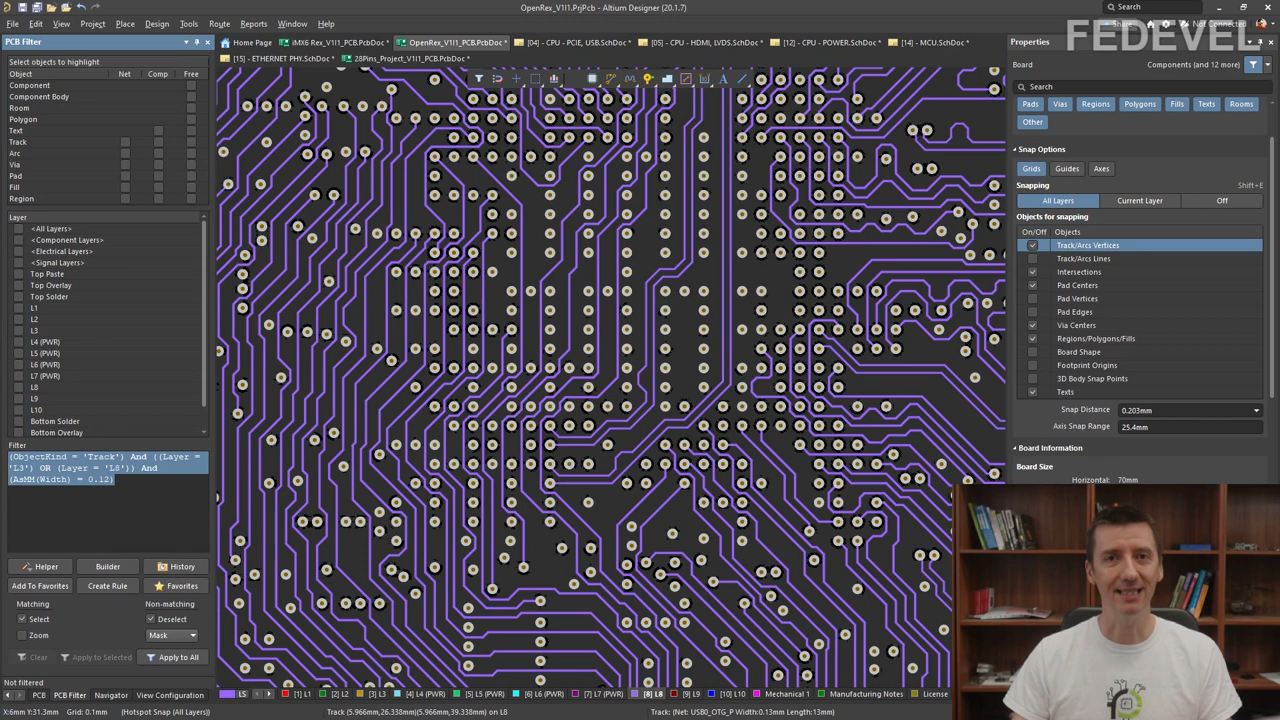 OpenRex_V1I1.PrjPcb - Altium Designer (20.1.7)
Search
File Edit View Project Place Design Tools Route Reports Window Help
Share
Not Connected
FEDEVEL
PCB Filter
Home Page
iMX6 Rex_V1I1_PCB.PcbDoc *
OpenRex_V1I1_PCB.PcbDoc *
[04] - CPU - PCIE, USB.SchDoc *
[05] - CPU - HDMI, LVDS.SchDoc *
[12] - CPU - POWER.SchDoc *
[14] - MCU.SchDoc *
[15] - ETHERNET PHY.SchDoc *
28Pins_Project_V1I1_PCB.PcbDoc *
Select objects to highlight
Object Net Comp Free
Component
Component Body
Room
Polygon
Text
Track
Arc
Via
Pad
Fill
Region
Layer
<All Layers>
<Component Layers>
<Electrical Layers>
<Signal Layers>
Top Paste
Top Overlay
Top Solder
L1
L2
L3
L4 (PWR)
L5 (PWR)
L6 (PWR)
L7 (PWR)
L8
L9
L10
Bottom Solder
Bottom Overlay
Filter
(ObjectKind = 'Track') And ((Layer =
'L3') OR (Layer = 'L8')) And
(AsMM(Width) = 0.12)
Helper Builder History
Add To Favorites Create Rule Favorites
Matching Non-matching
Select Deselect
Zoom Mask
Clear Apply to Selected Apply to All
Not filtered
PCB PCB Filter Navigator View Configuration
LS [1] L1 [2] L2 [3] L3 [4] L4 (PWR) [5] L5 (PWR) [6] L6 (PWR) [7] L7 (PWR) [8] L8 [9] L9 [10] L10 Mechanical 1 Manufacturing Notes License
X:6mm Y:31.3mm Grid: 0.1mm (Hotspot Snap (All Layers)) Track (5.966mm,26.338mm)(5.966mm,39.338mm) on L8 Track: (Net: USB0_OTG_P Width:0.13mm Length:13mm)
Properties
Board Components (and 12 more)
Search
Pads Vias Regions Polygons Fills Texts Rooms
Other
Snap Options
Grids Guides Axes
Snapping Shift+E
All Layers Current Layer Off
Objects for snapping
On/Off Objects
Track/Arcs Vertices
Track/Arcs Lines
Intersections
Pad Centers
Pad Vertices
Pad Edges
Via Centers
Regions/Polygons/Fills
Board Shape
Footprint Origins
3D Body Snap Points
Texts
Snap Distance 0.203mm
Axis Snap Range 25.4mm
Board Information
Board Size
Horizontal: 70mm